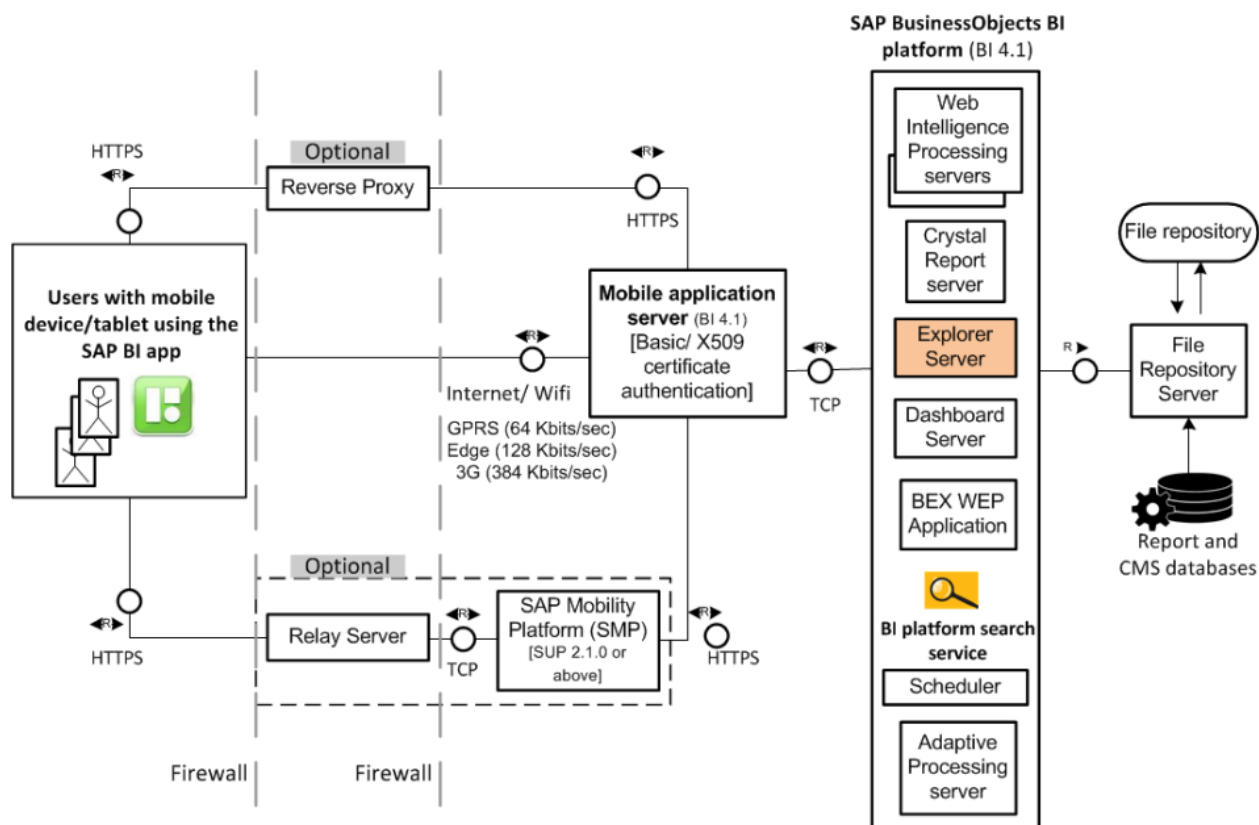 SAP BusinessObjects BI
platform (BI 4.1)
Web
Intelligence
Processing
servers
HTTPS
R
Optional
Reverse Proxy
R
HTTPS
Crystal
Report
server
File repository
Users with mobile
device/tablet using the
SAP BI app
Mobile application
server (BI 4.1)
[Basic/ X509
certificate
authentication]
R
Internet/ Wifi
GPRS (64 Kbits/sec)
Edge (128 Kbits/sec)
3G (384 Kbits/sec)
R
TCP
Explorer
Server
R
File
Repository
Server
Dashboard
Server
BEX WEP
Application
Report and
CMS databases
Optional
R
HTTPS
Relay Server
R
TCP
SAP Mobility
Platform (SMP)
[SUP 2.1.0 or
above]
R
HTTPS
BI platform search
service
Scheduler
Adaptive
Processing
server
Firewall
Firewall